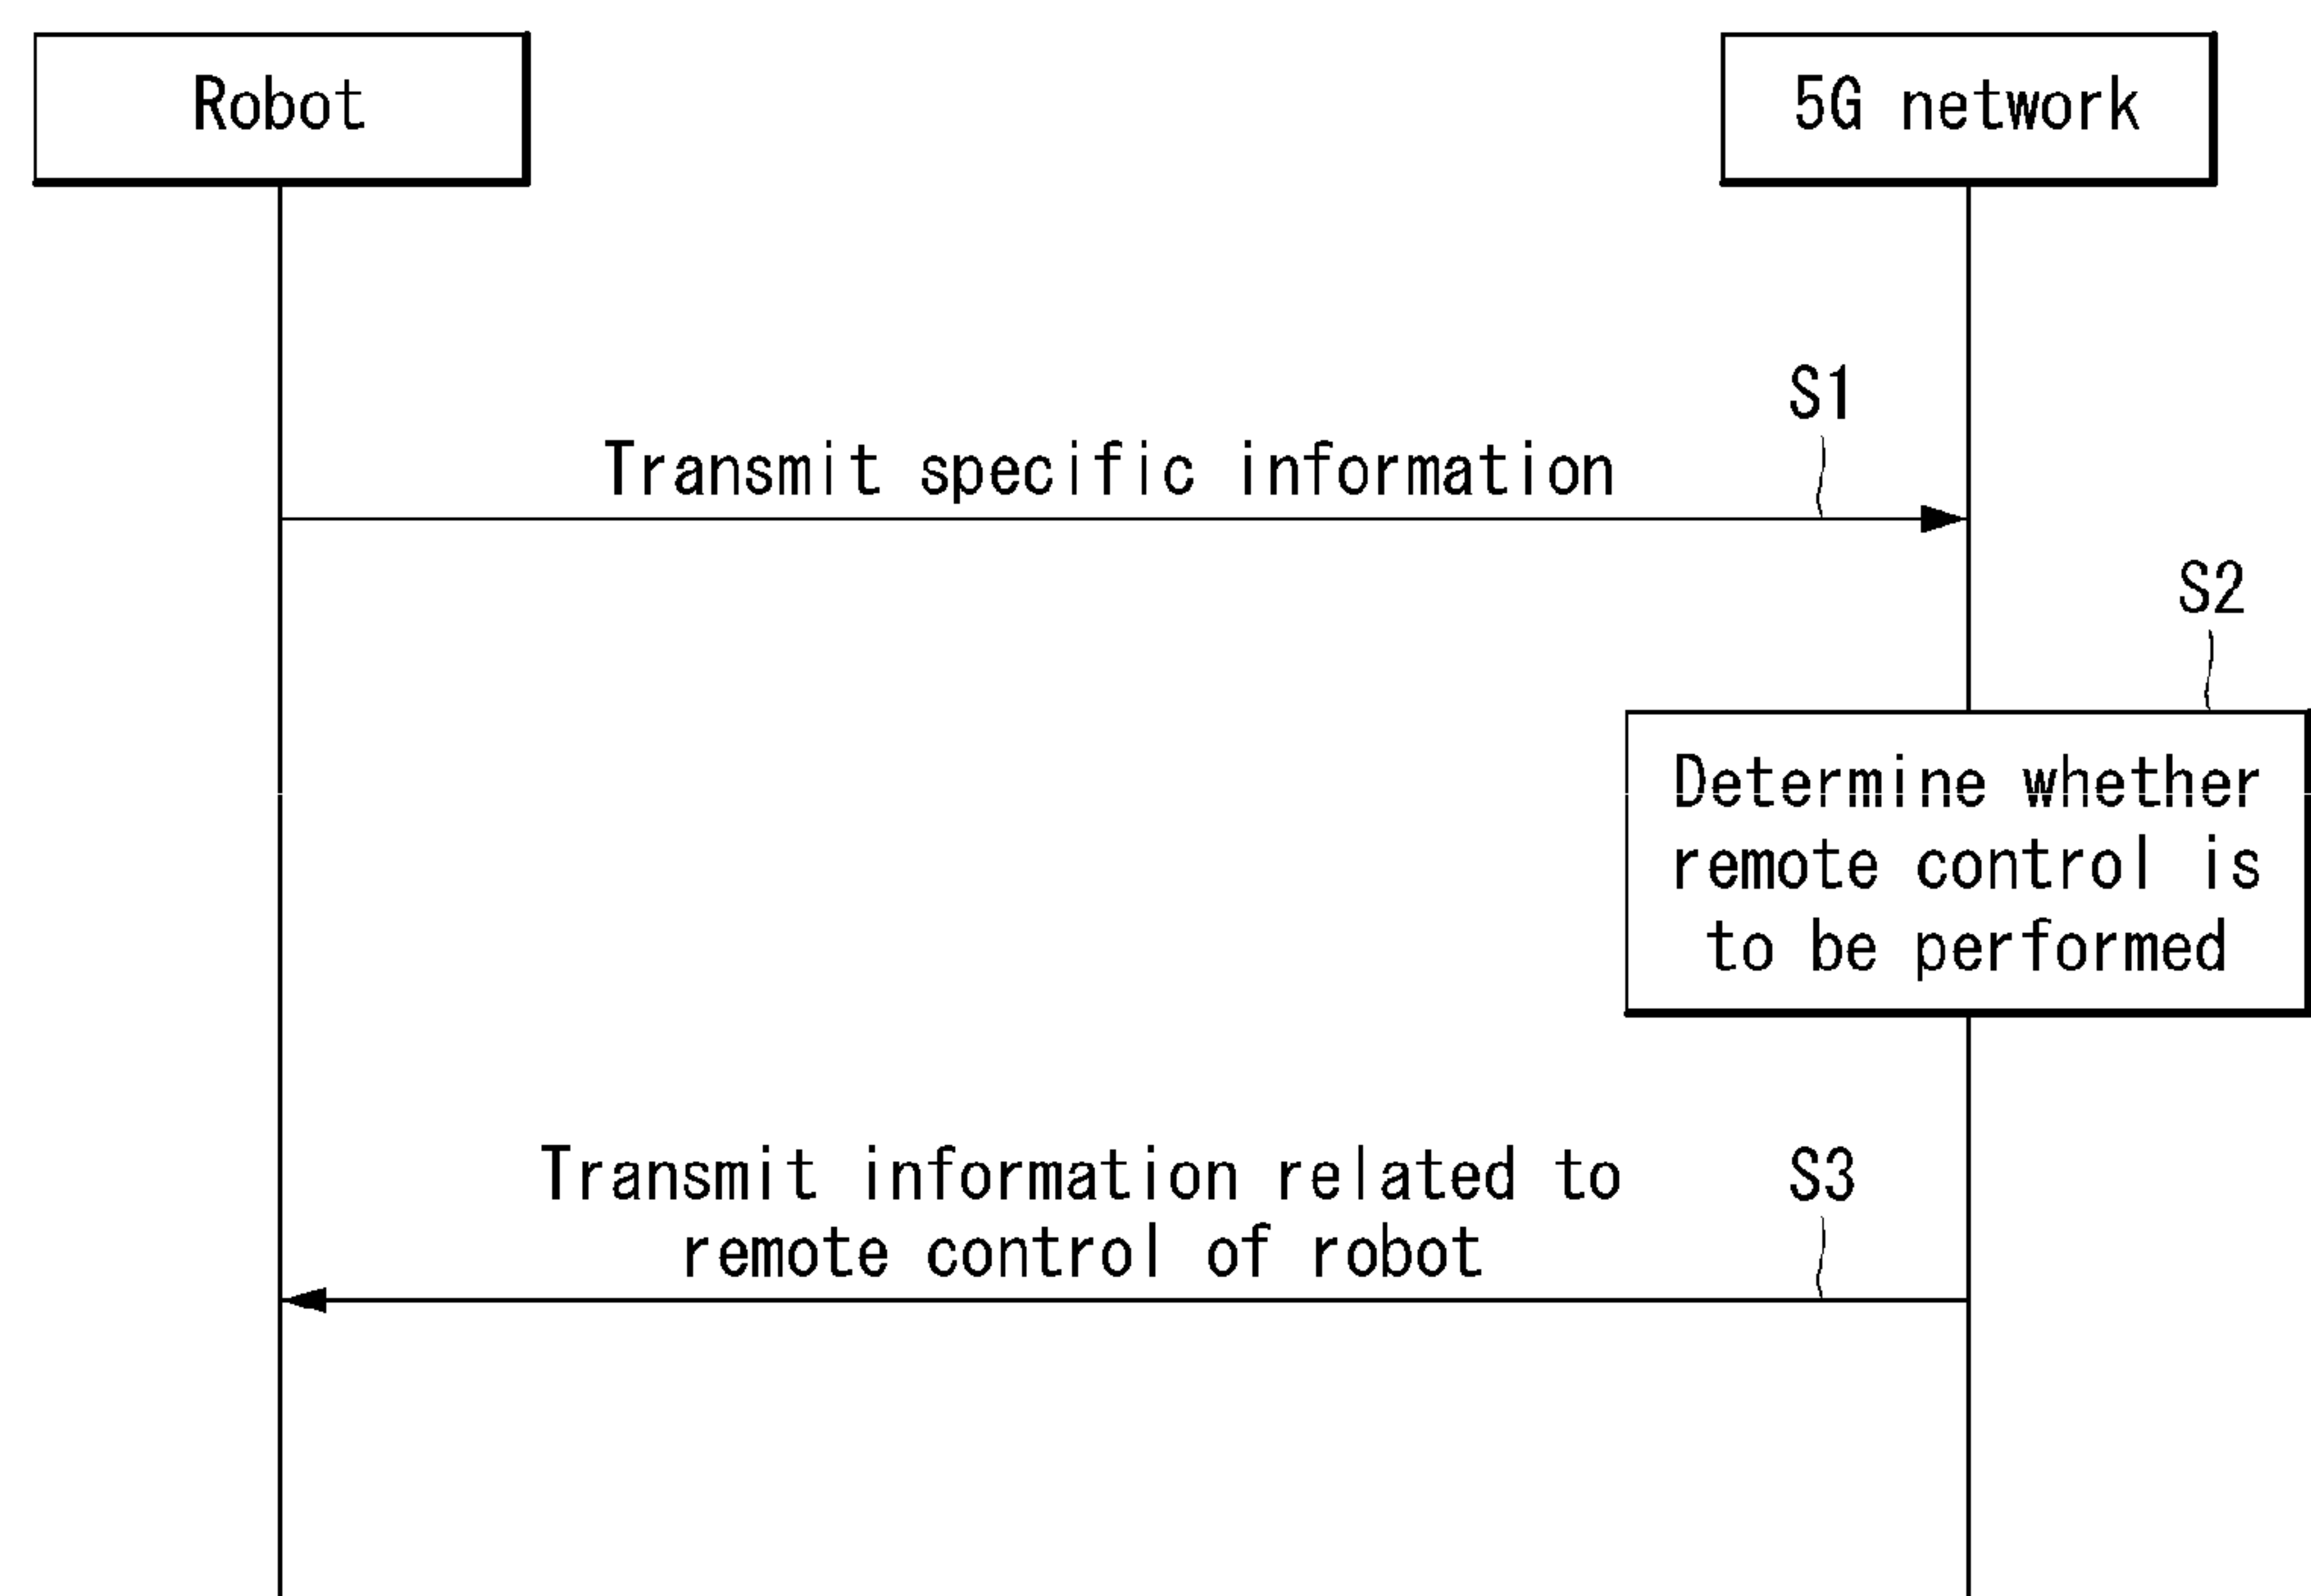 Robot
5G network
S1
Transmit specific information
S2
Determine whether
remote control is
to be performed
Transmit information related to
remote control of robot
S3